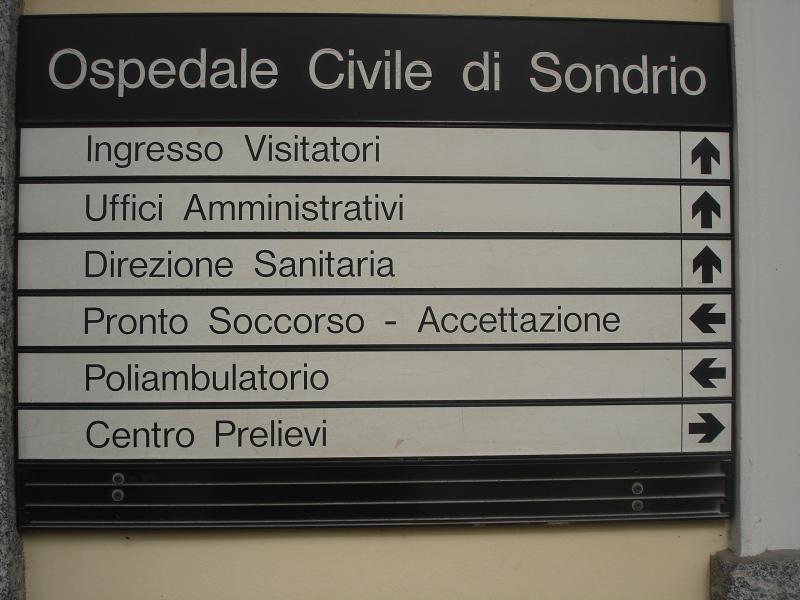 Ospedale Civile di Sondrio
Ingresso Visitatori
Uffici Amministrativi
Direzione Sanitaria
Pronto Soccorso - Accettazione
Poliambulatorio
Centro Prelievi